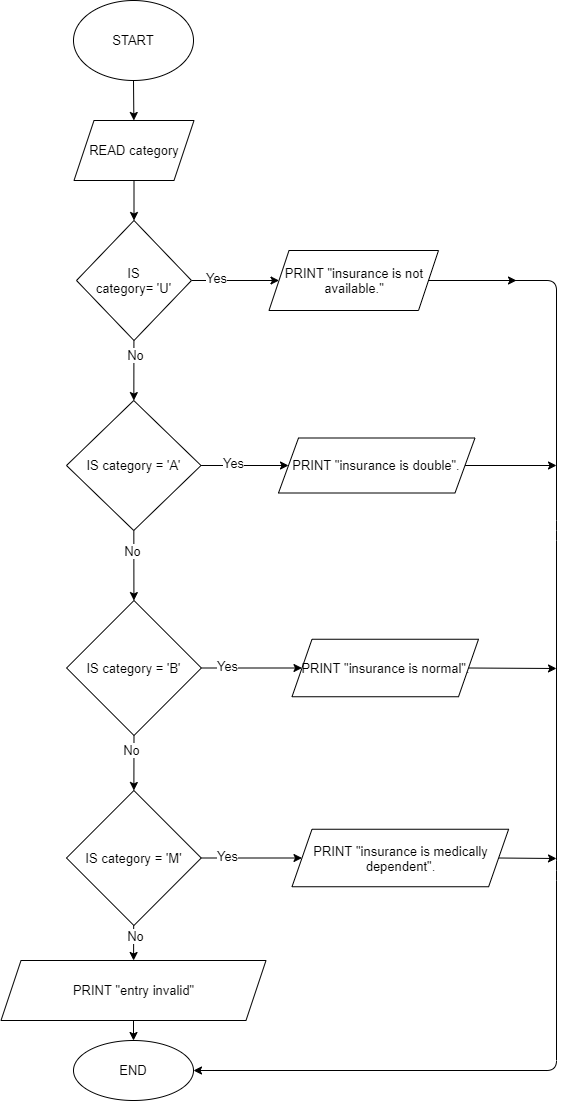 START
READ category
IS
category= 'U'
Yes
PRINT "insurance is not
available."
No
IS category = 'A'
Yes
PRINT "insurance is double".
No
IS category = 'B'
Yes
PRINT "insurance is normal".
No
IS category = 'M'
Yes
PRINT "insurance is medically
dependent".
No
PRINT "entry invalid"
END